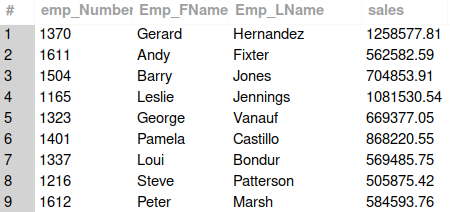 # emp_Number Emp_FName Emp_LName sales
1 1370 Gerard Hernandez 1258577.81
2 1611 Andy Fixter 562582.59
3 1504 Barry Jones 704853.91
4 1165 Leslie Jennings 1081530.54
5 1323 George Vanauf 669377.05
6 1401 Pamela Castillo 868220.55
7 1337 Loui Bondur 569485.75
8 1216 Steve Patterson 505875.42
9 1612 Peter Marsh 584593.76